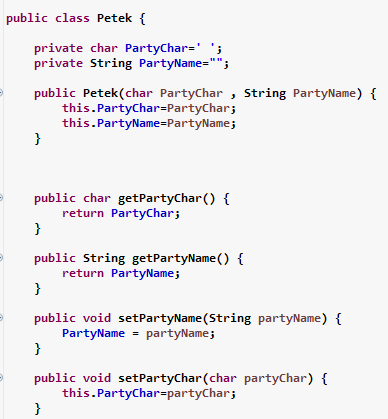 public class Petek {
private char PartyChar=' ';
private String PartyName="";
public Petek(char PartyChar , String PartyName) {
this.PartyChar=PartyChar;
this.PartyName=PartyName;
}
public char getPartyChar() {
return PartyChar;
}
public String getPartyName() {
return PartyName;
}
public void setPartyName(String partyName) {
PartyName = partyName;
}
public void setPartyChar(char partyChar) {
this.PartyChar=partyChar;
}